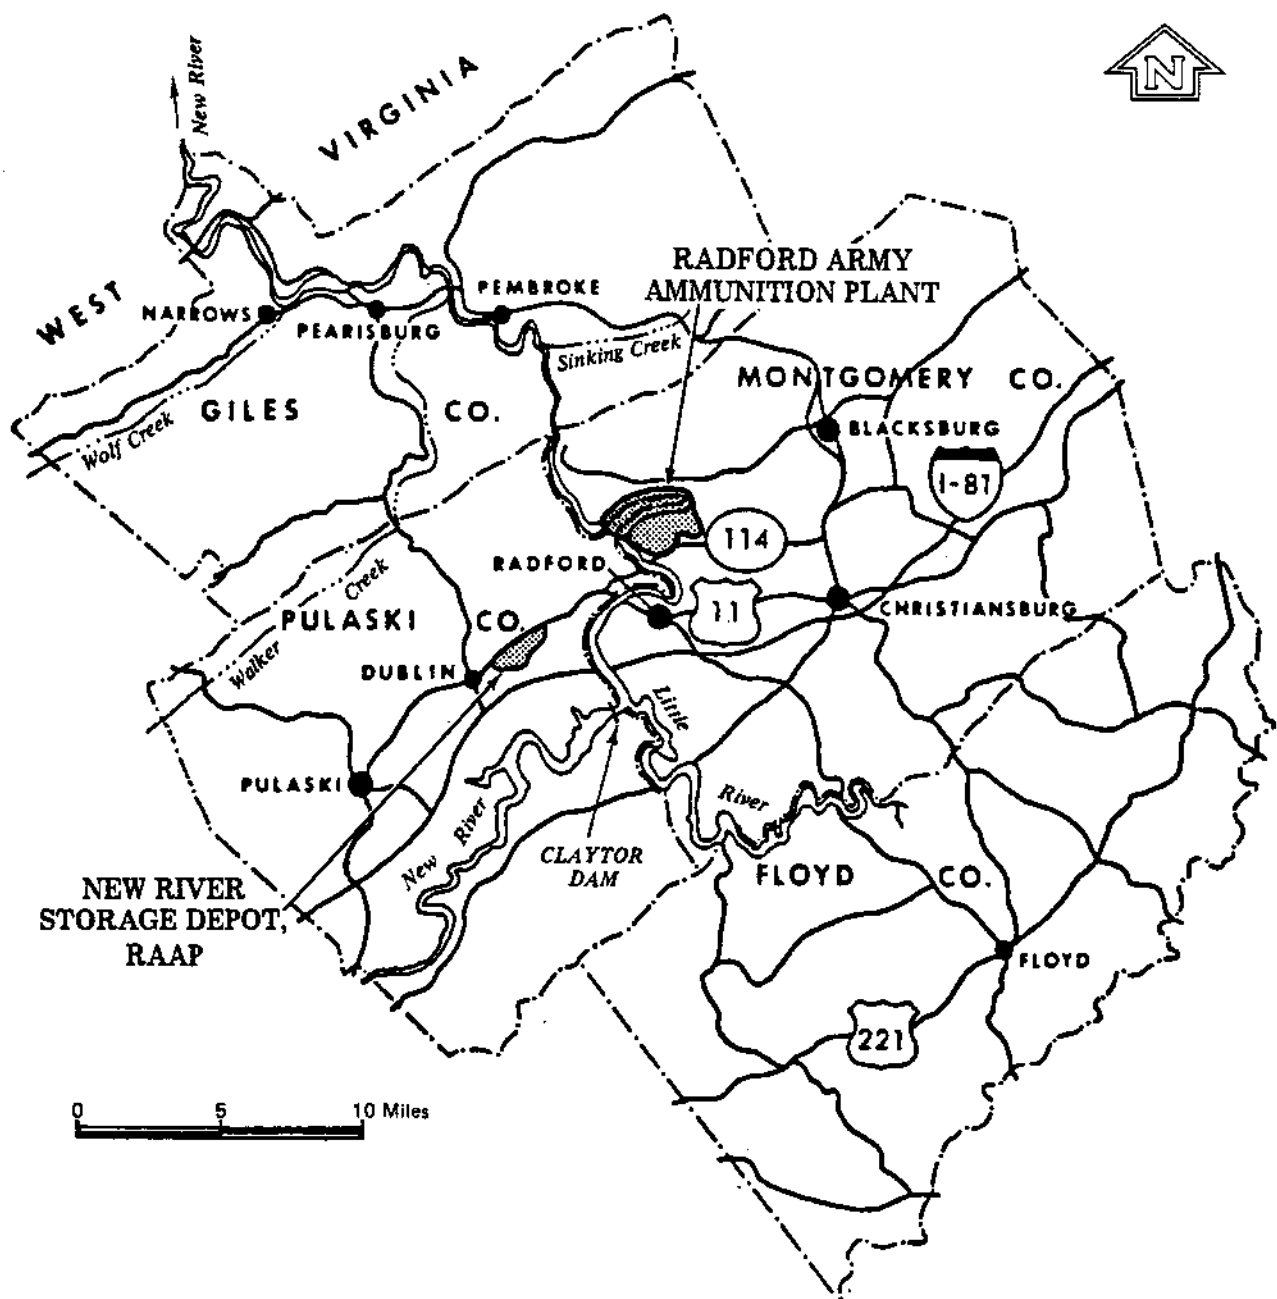 New River
N
VIRGINIA
WEST
RADFORD ARMY
AMMUNITION PLANT
NARROWS
PEARISBURG
PEMBROKE
Sinking Creek
MONTGOMERY CO.
GILES CO.
Wolf Creek
BLACKSBURG
I-81
114
RADFORD
11
CHRISTIANSBURG
Walker Creek
PULASKI CO.
DUBLIN
Little River
PULASKI
New River
CLAYTOR
DAM
FLOYD CO.
NEW RIVER
STORAGE DEPOT,
RAAP
FLOYD
221
0 5 10 Miles